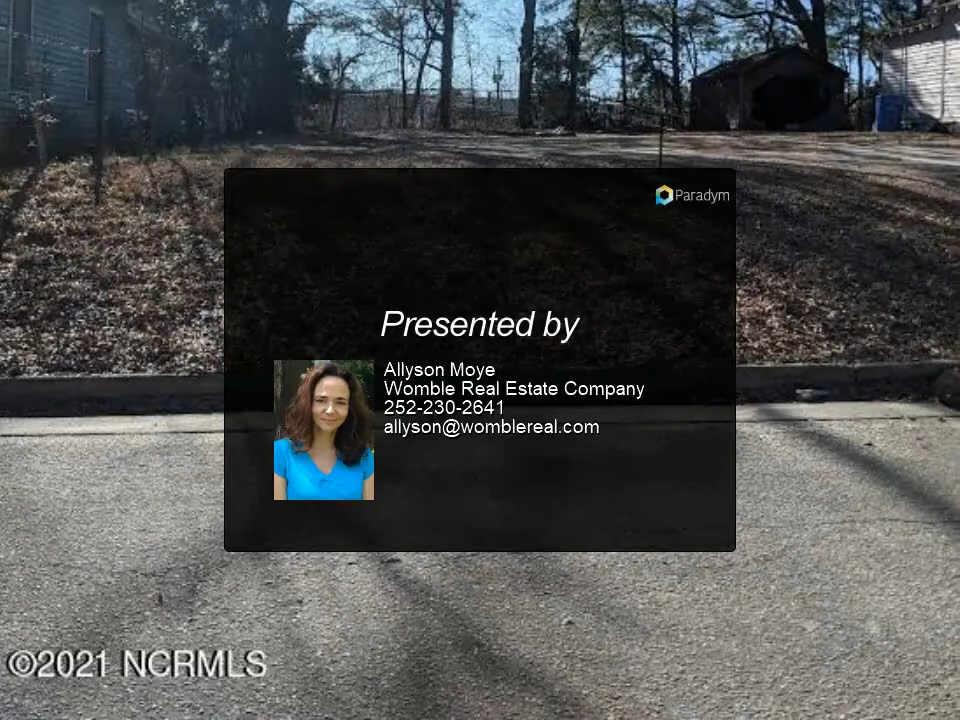 Paradym
Presented by
Allyson Moye
Womble Real Estate Company
252-230-2641
allyson@womblereal.com
©2021 NCRMLS